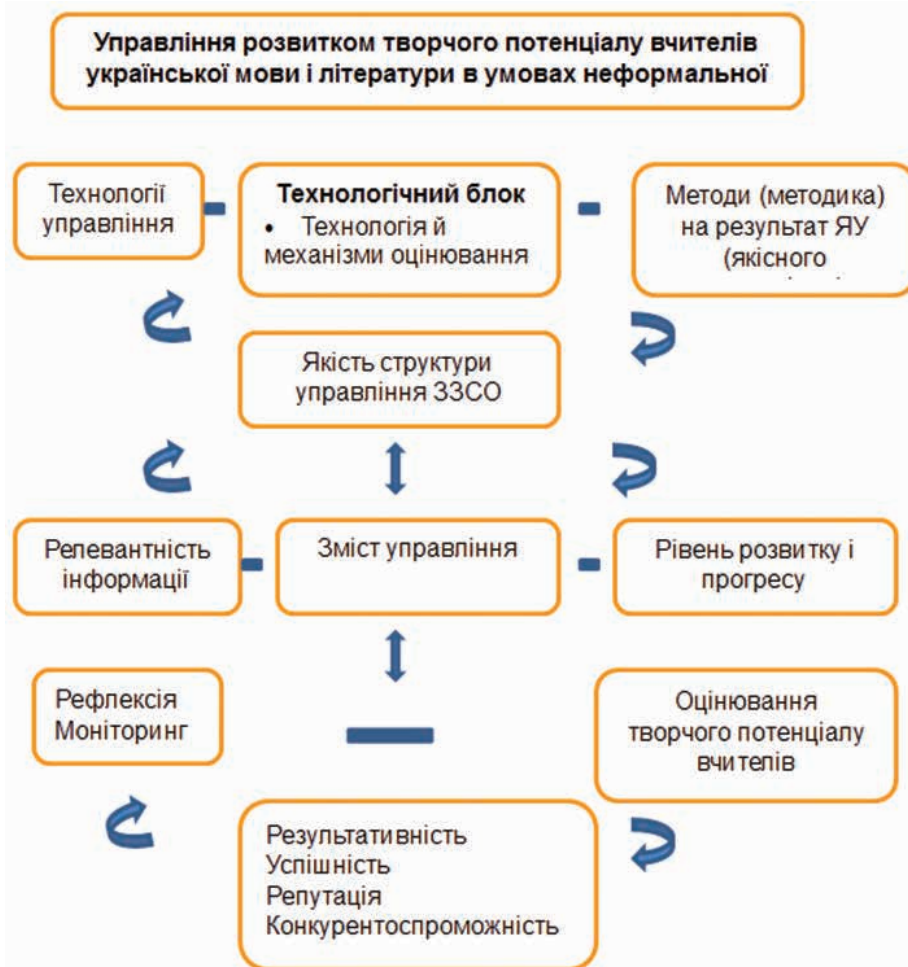 Управління розвитком творчого потенціалу вчителів
української мови і літератури в умовах неформальної
Технології
управління
Технологічний блок
• Технологія й
механізми оцінювання
Методи (методика)
на результат ЯУ
(якісного
Якість структури
управління ЗЗСО
Релевантність
інформації
Зміст управління
Рівень розвитку і
прогресу
Рефлексія
Моніторинг
Оцінювання
творчого потенціалу
вчителів
Результативність
Успішність
Репутація
Конкурентоспроможність